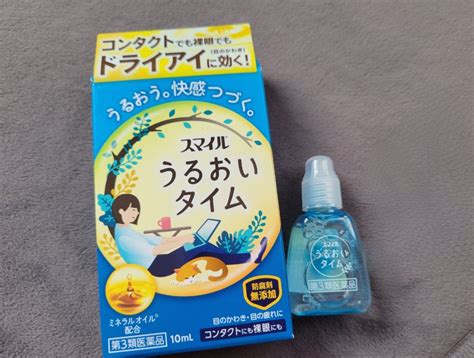 コンタクトでも裸眼でも
ドライアイに効く!
(目のかわき)
うるおう。快感つづく。
スマイル
うるおい
タイム
防腐剤
無添加
ミネラルオイル
配合
第3類医薬品
10mL
目のかわき・目の疲れに
コンタクトにも裸眼にも
スマイル
うるおい
タイム
第3類医薬品